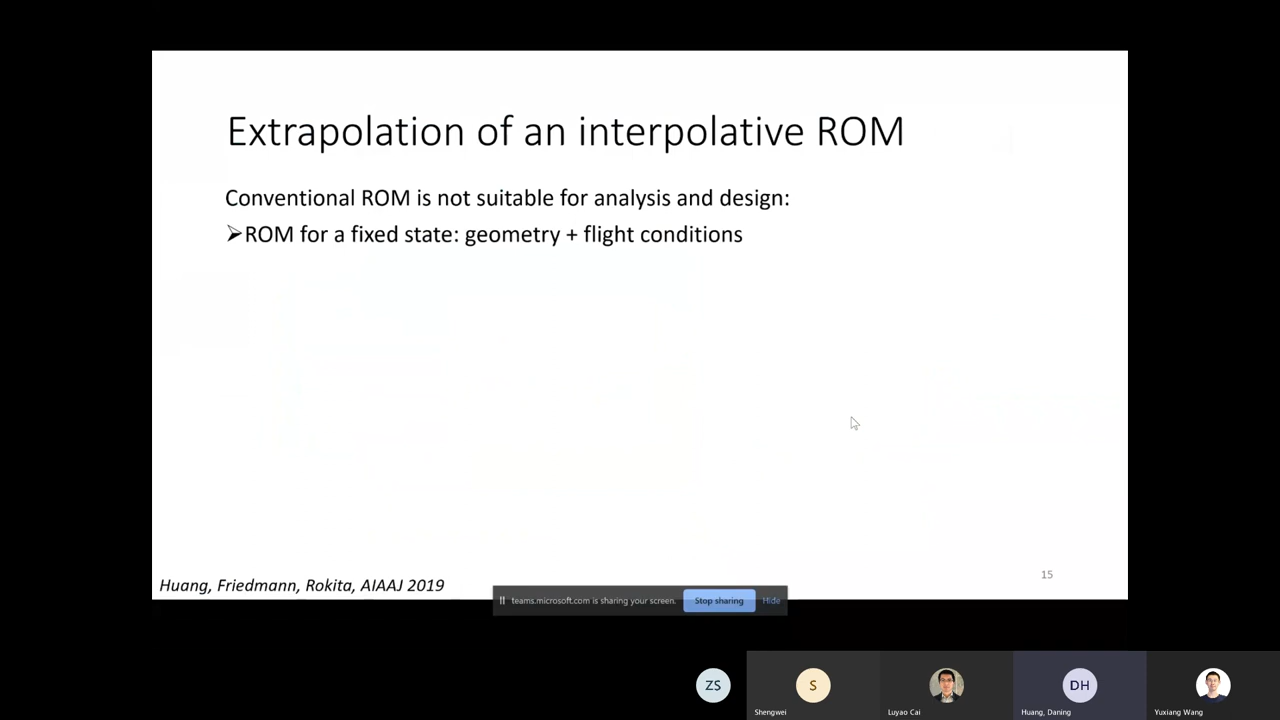 Extrapolation of an interpolative ROM
Conventional ROM is not suitable for analysis and design:
➢ROM for a fixed state: geometry + flight conditions
Huang, Friedmann, Rokita, AIAAJ 2019
15
teams.microsoft.com is sharing your screen. Stop sharing Hide
ZS S DH
Shengwei Luyao Cai Huang, Daning Yuxiang Wang